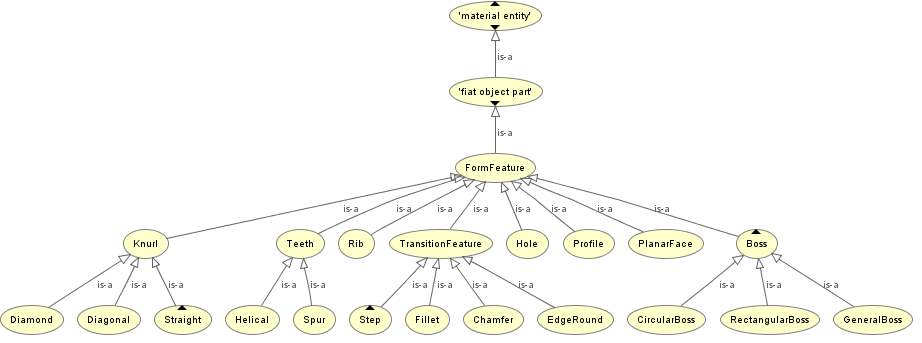 'material entity'
is-a
'fiat object part'
is-a
FormFeature
is-a is-a is-a is-a is-a is-a is-a is-a
Knurl Teeth Rib TransitionFeature Hole Profile PlanarFace Boss
is-a is-a is-a is-a is-a is-a is-a is-a is-a is-a is-a is-a
Diamond Diagonal Straight Helical Spur Step Fillet Chamfer EdgeRound CircularBoss RectangularBoss GeneralBoss